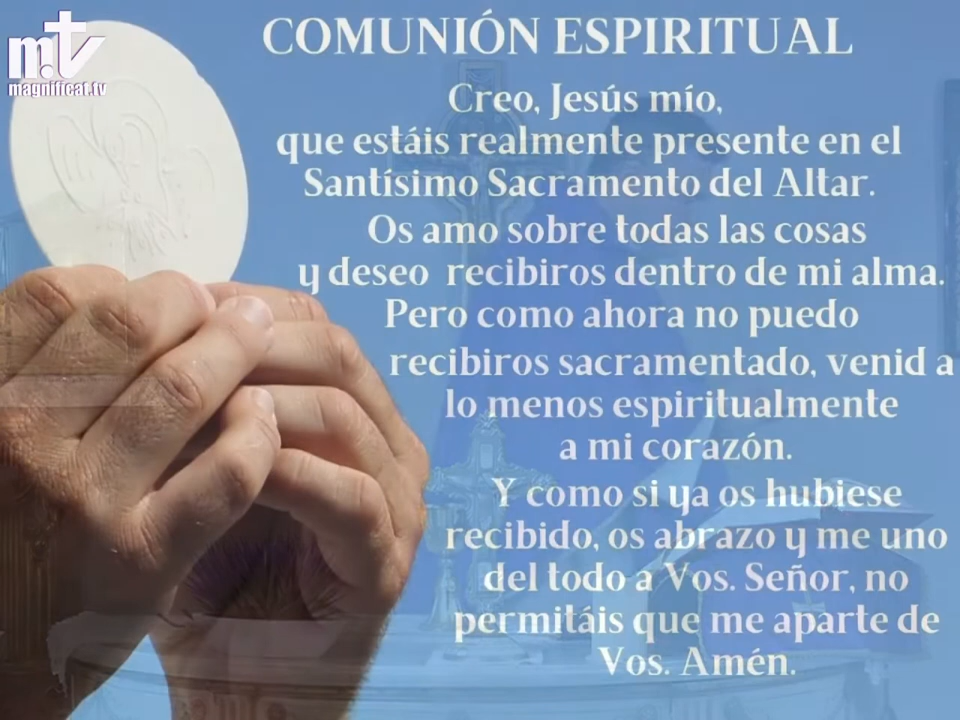 mtv
magnificat.tv
COMUNIÓN ESPIRITUAL
Creo, Jesús mío,
que estáis realmente presente en el
Santísimo Sacramento del Altar.
Os amo sobre todas las cosas
y deseo recibiros dentro de mi alma.
Pero como ahora no puedo
recibiros sacramentado, venid a
lo menos espiritualmente
a mi corazón.
Y como si ya os hubiese
recibido, os abrazo y me uno
del todo a Vos. Señor, no
permitáis que me aparte de
Vos. Amén.